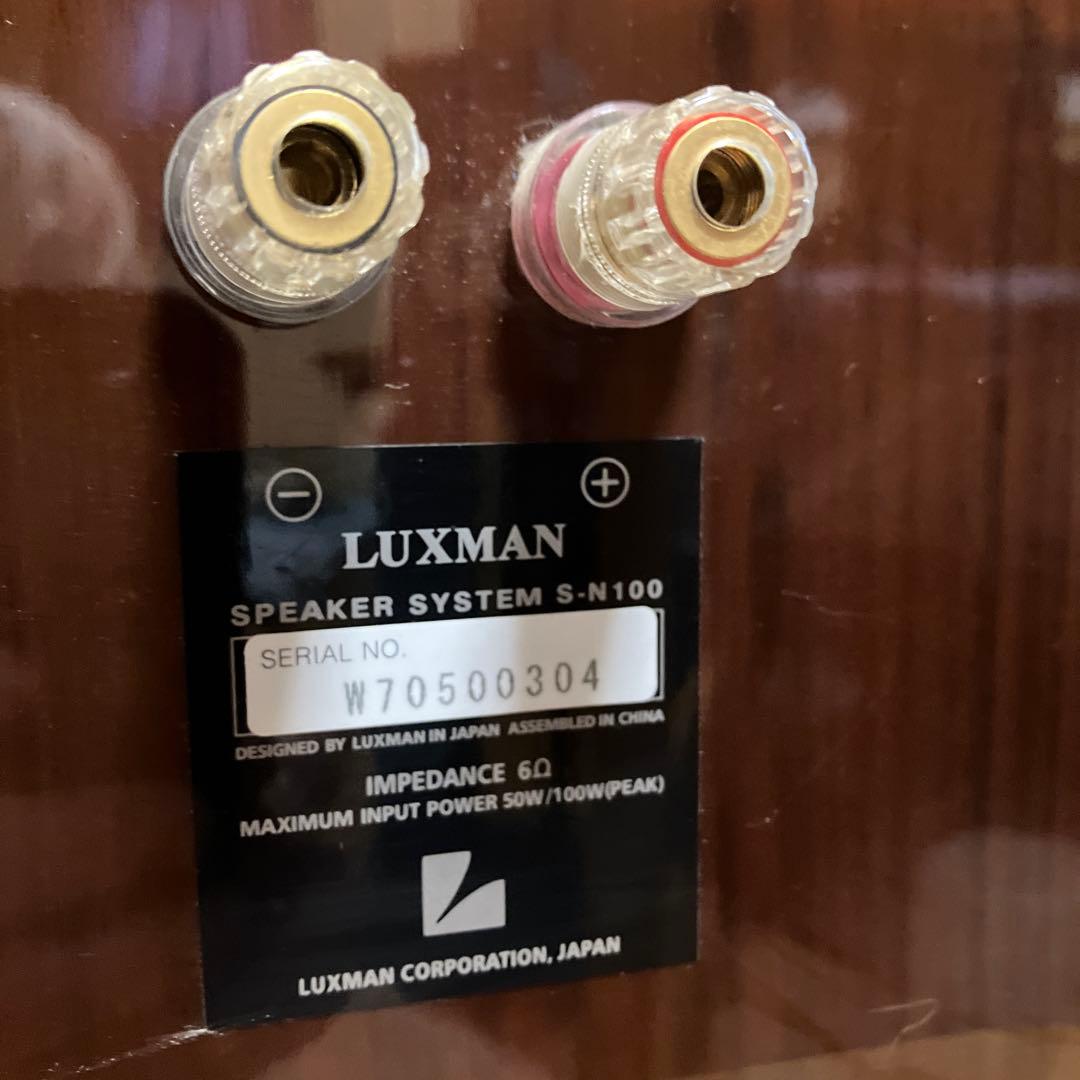 ⊖ ⊕
LUXMAN
SPEAKER SYSTEM S-N100
SERIAL NO.
W70500304
DESIGNED BY LUXMAN IN JAPAN ASSEMBLED IN CHINA
IMPEDANCE 6Ω
MAXIMUM INPUT POWER 50W/100W(PEAK)
LUXMAN CORPORATION, JAPAN